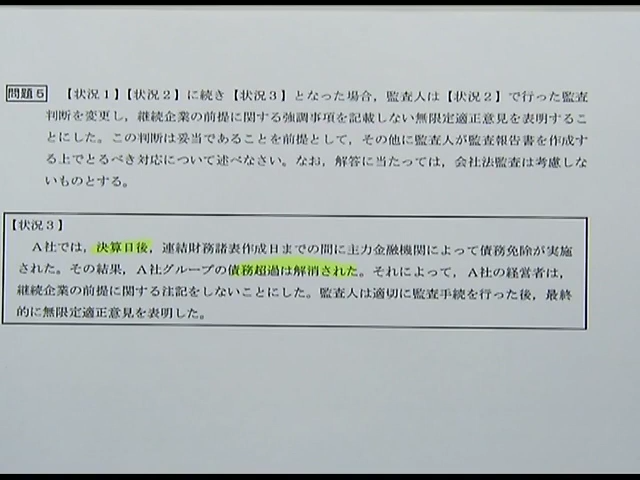 問題5 【状況1】【状況2】に続き【状況3】となった場合，監査人は【状況2】で行った監査
判断を変更し，継続企業の前提に関する強調事項を記載しない無限定適正意見を表明するこ
とにした。この判断は妥当であることを前提として，その他に監査人が監査報告書を作成す
る上でとるべき対応について述べなさい。なお，解答に当たっては，会社法監査は考慮しな
いものとする。
【状況3】
A社では，決算日後，連結財務諸表作成日までの間に主力金融機関によって債務免除が実施
された。その結果，A社グループの債務超過は解消された。それによって，A社の経営者は，
継続企業の前提に関する注記をしないことにした。監査人は適切に監査手続を行った後，最終
的に無限定適正意見を表明した。